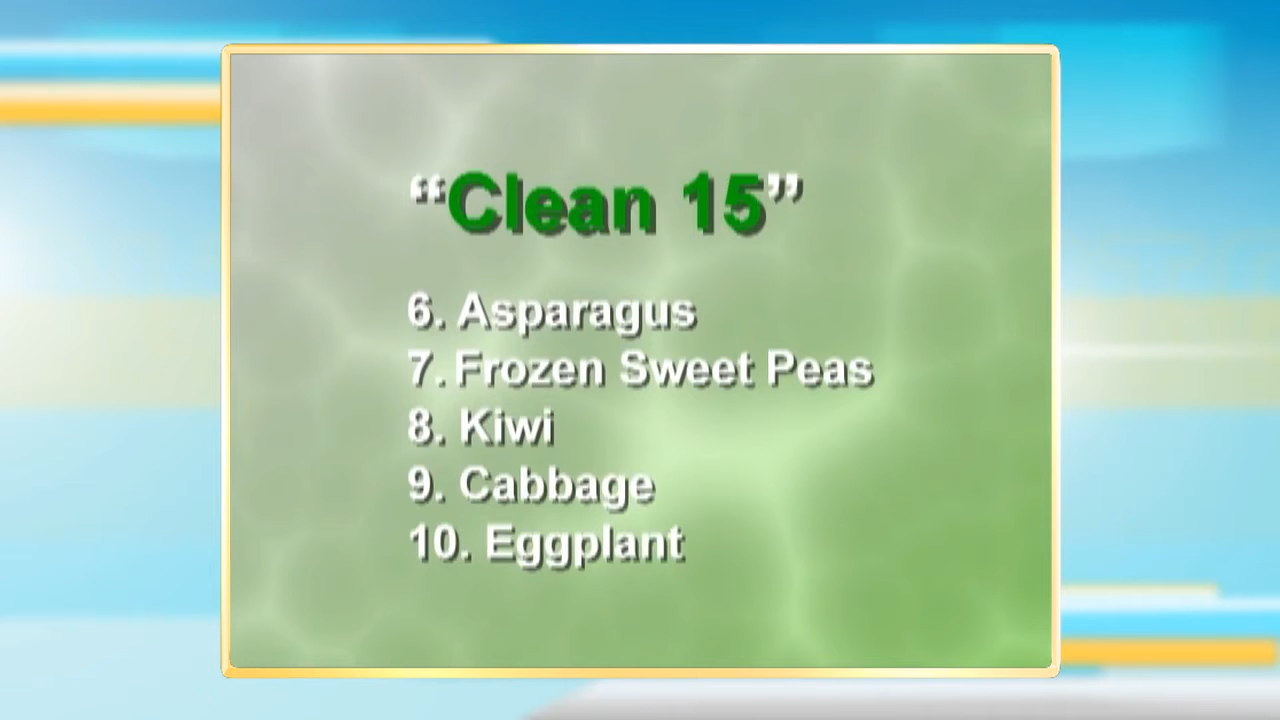 “Clean 15”
6. Asparagus
7. Frozen Sweet Peas
8. Kiwi
9. Cabbage
10. Eggplant